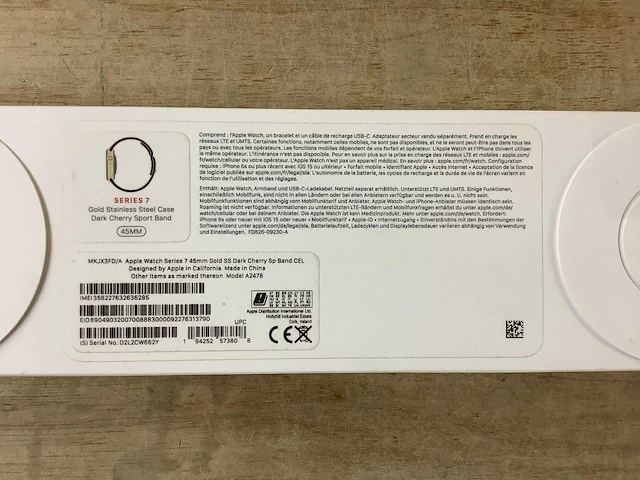 SERIES 7
Gold Stainless Steel Case
Dark Cherry Sport Band
45MM
Comprend : l'Apple Watch, un bracelet et un câble de recharge USB-C. Adaptateur secteur vendu séparément. Prend en charge les
réseaux LTE et UMTS. Certaines fonctions, notamment celles mobiles, ne sont pas disponibles, et ne le seront peut-être pas dans tous les
pays ou avec tous les opérateurs. Les fonctions mobiles dépendent de vos forfait et opérateur. L'Apple Watch et l'iPhone doivent utiliser
le même opérateur. L'itinérance n'est pas disponible. Pour en savoir plus sur la prise en charge des réseaux mobiles : apple.com/
fr/watch/cellular ou votre opérateur. L'Apple Watch n'est pas un appareil médical. En savoir plus : apple.com/fr/watch. Configuration
requise : iPhone 6s ou plus récent avec iOS 15 ou ultérieur • Forfait mobile • Identifiant Apple • Accès Internet • Acceptation de la licence
de logiciel publiée sur apple.com/legal/sla. L'autonomie de la batterie, les cycles de recharge et la durée de vie de l'écran varient en
fonction de l'utilisation et des réglages.
Enthält: Apple Watch, Armband und USB-C-Ladekabel. Netzteil separat erhältlich. Unterstützt LTE und UMTS. Einige Funktionen,
einschließlich Mobilfunk, sind nicht in allen Ländern oder bei allen Anbietern verfügbar und werden es u. U. nicht sein.
Mobilfunkfunktionen sind abhängig von Mobilfunktarif und Anbieter. Apple Watch- und iPhone-Anbieter müssen identisch sein.
Roaming ist nicht verfügbar. Informationen zu unterstützten LTE-Bändern und Mobilfunktarifen erhältst du unter apple.com/de/
watch/cellular oder bei deinem Anbieter. Die Apple Watch ist kein Medizinprodukt. Mehr unter apple.com/de/watch. Erfordert:
iPhone 6s oder neuer mit iOS 15 oder neuer • Mobilfunktarif • Apple-ID • Internetzugang • Einverständnis mit den Bestimmungen der
Softwarelizenz unter apple.com/legal/sla. Batterielaufzeit, Ladezyklen und Displaylebensdauer variieren abhängig von Verwendung
und Einstellungen. FD826-09230-A
MKJX3FD/A Apple Watch Series 7 45mm Gold SS Dark Cherry Sp Band CEL
Designed by Apple in California Made in China
Other items as marked thereon Model A2478
IMEI 358227632636285
EID 89049032007008883000092276313790
UPC
(S) Serial No. D2L2CW662Y
1 94252 57380 8
Apple Distribution International Ltd.
Hollyhill Industrial Estate
Cork, Ireland
CE